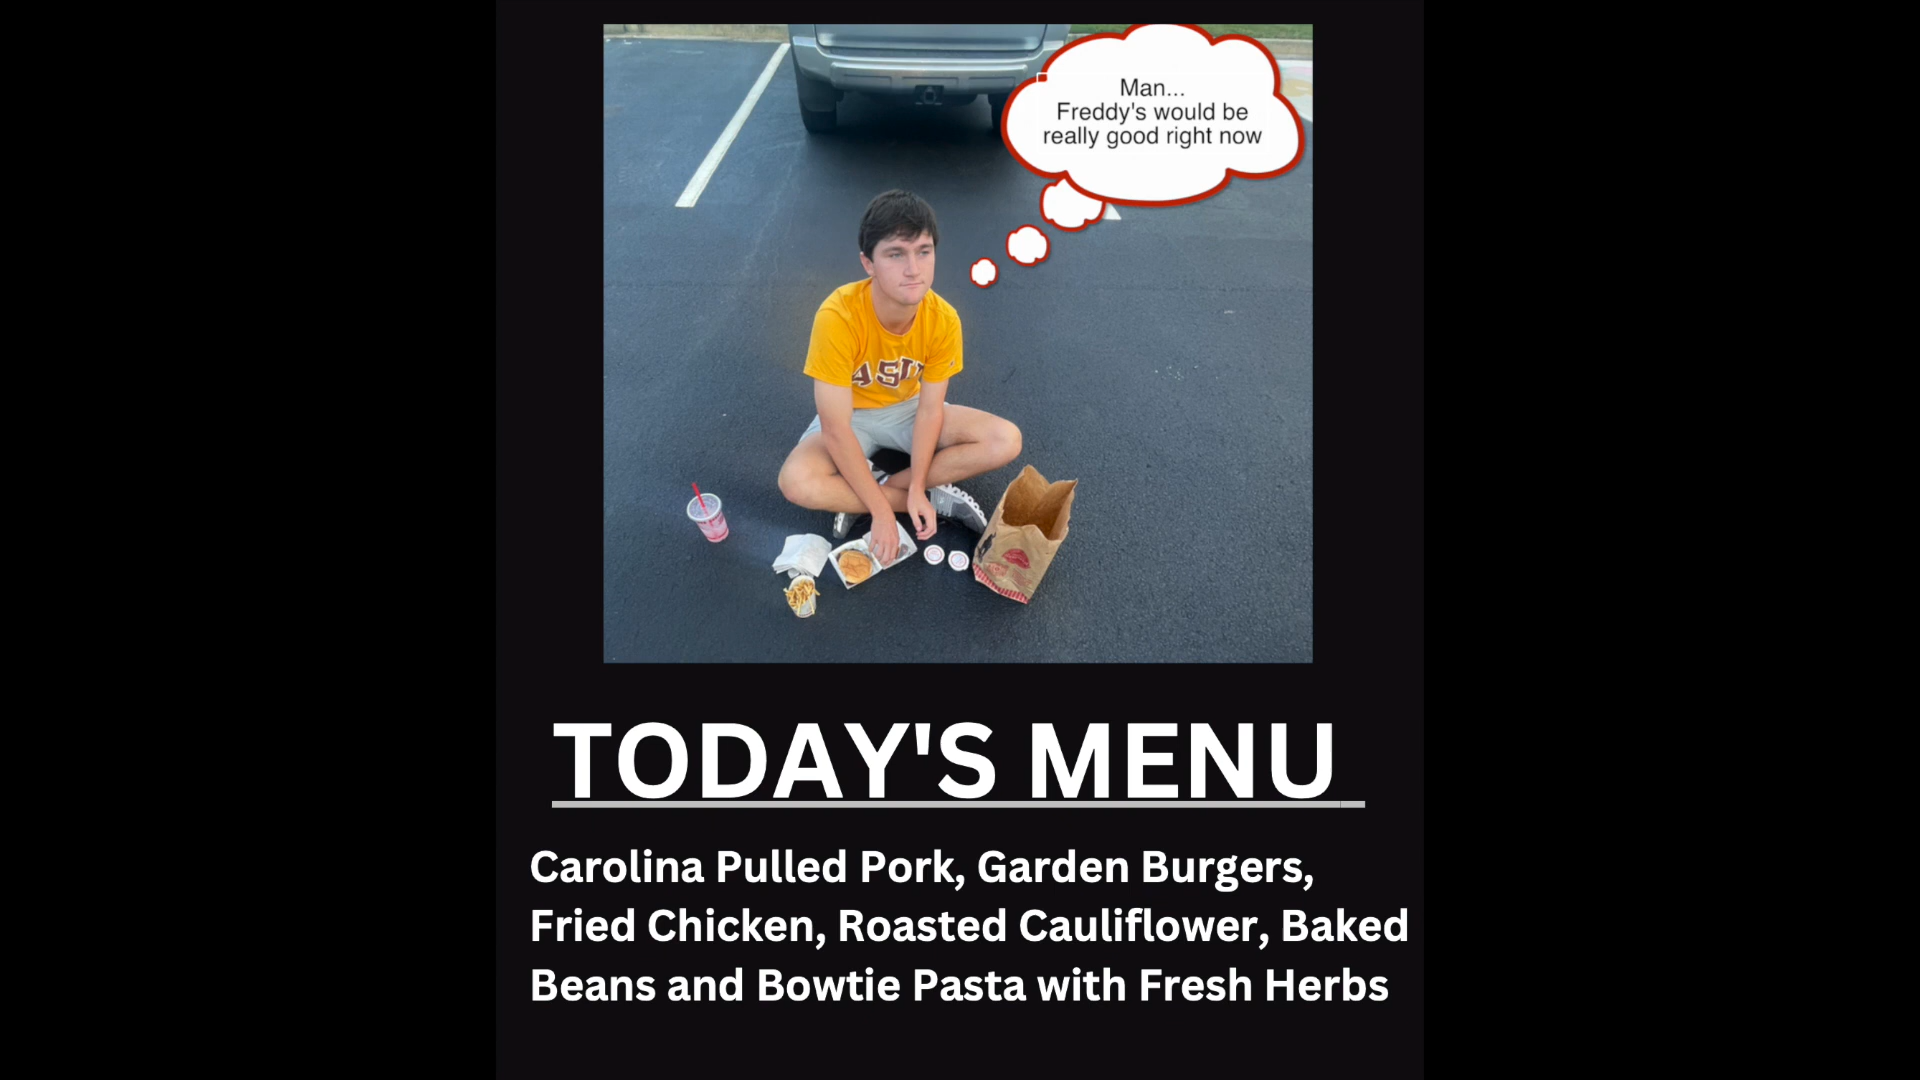 Man...
Freddy's would be
really good right now
TODAY'S MENU
Carolina Pulled Pork, Garden Burgers,
Fried Chicken, Roasted Cauliflower, Baked
Beans and Bowtie Pasta with Fresh Herbs